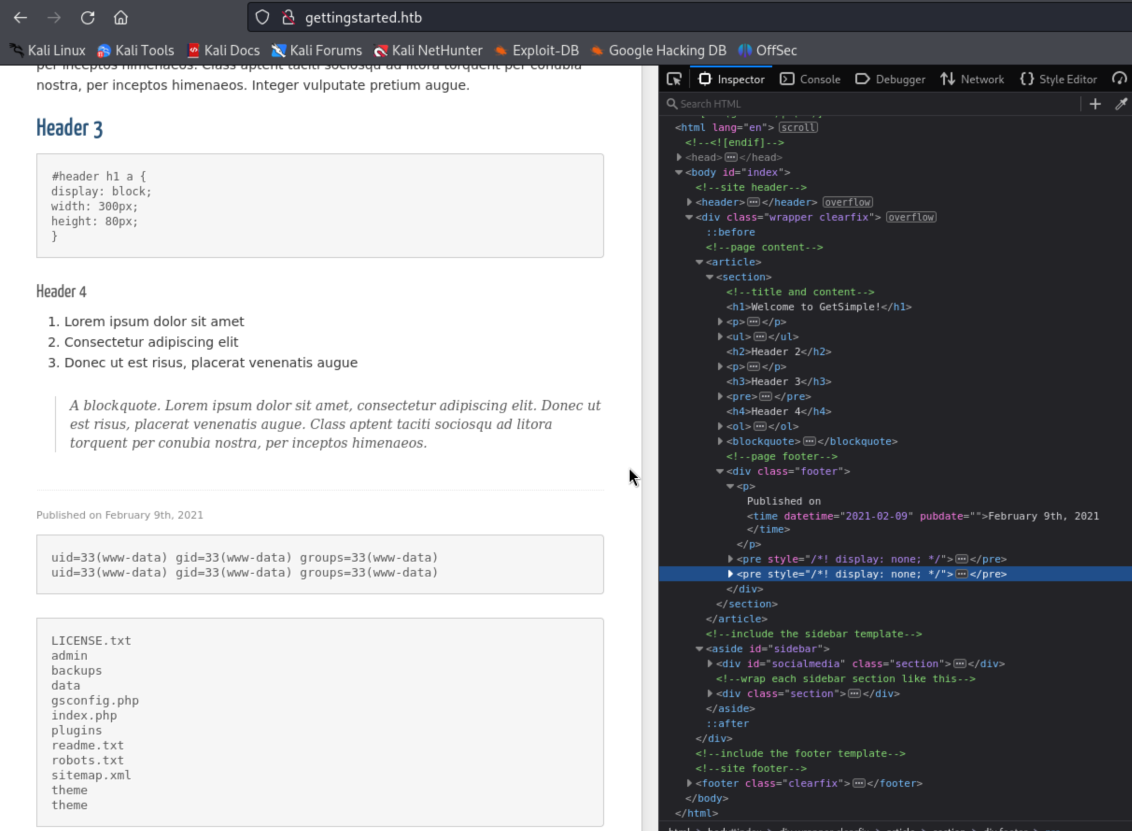 gettingstarted.htb
Kali Linux Kali Tools Kali Docs Kali Forums Kali NetHunter Exploit-DB Google Hacking DB OffSec
per inceptos himenaeos. Class aptent taciti sociosqu ad litora torquent per conubia
nostra, per inceptos himenaeos. Integer vulputate pretium augue.
Header 3
#header h1 a {
display: block;
width: 300px;
height: 80px;
}
Header 4
1. Lorem ipsum dolor sit amet
2. Consectetur adipiscing elit
3. Donec ut est risus, placerat venenatis augue
A blockquote. Lorem ipsum dolor sit amet, consectetur adipiscing elit. Donec ut
est risus, placerat venenatis augue. Class aptent taciti sociosqu ad litora
torquent per conubia nostra, per inceptos himenaeos.
Published on February 9th, 2021
uid=33(www-data) gid=33(www-data) groups=33(www-data)
uid=33(www-data) gid=33(www-data) groups=33(www-data)
LICENSE.txt
admin
backups
data
gsconfig.php
index.php
plugins
readme.txt
robots.txt
sitemap.xml
theme
theme
Inspector Console Debugger Network Style Editor
Search HTML
<html lang="en"> scroll
<!--<![endif]-->
<head>…</head>
<body id="index">
<!--site header-->
<header>…</header> overflow
<div class="wrapper clearfix"> overflow
::before
<!--page content-->
<article>
<section>
<!--title and content-->
<h1>Welcome to GetSimple!</h1>
<p>…</p>
<ul>…</ul>
<h2>Header 2</h2>
<p>…</p>
<h3>Header 3</h3>
<pre>…</pre>
<h4>Header 4</h4>
<ol>…</ol>
<blockquote>…</blockquote>
<!--page footer-->
<div class="footer">
<p>
Published on
<time datetime="2021-02-09" pubdate="">February 9th, 2021
</time>
</p>
<pre style="/*! display: none; */">…</pre>
<pre style="/*! display: none; */">…</pre>
</div>
</section>
</article>
<!--include the sidebar template-->
<aside id="sidebar">
<div id="socialmedia" class="section">…</div>
<!--wrap each sidebar section like this-->
<div class="section">…</div>
</aside>
::after
</div>
<!--include the footer template-->
<!--site footer-->
<footer class="clearfix">…</footer>
</body>
</html>